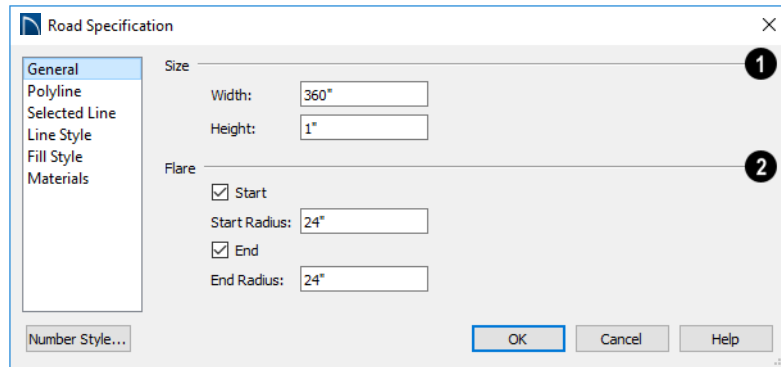 Road Specification
General
Polyline
Selected Line
Line Style
Fill Style
Materials
Size
1
Width: 360"
Height: 1"
Flare
2
Start
Start Radius: 24"
End
End Radius: 24"
Number Style...
OK
Cancel
Help